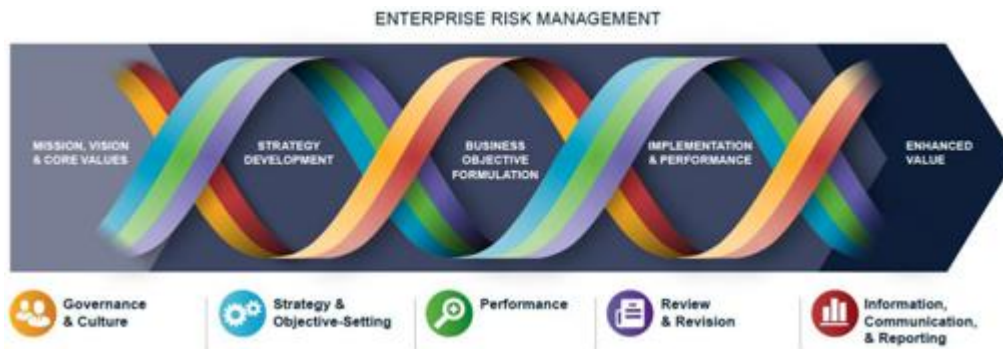 ENTERPRISE RISK MANAGEMENT
MISSION, VISION
& CORE VALUES
STRATEGY
DEVELOPMENT
BUSINESS
OBJECTIVE
FORMULATION
IMPLEMENTATION
& PERFORMANCE
ENHANCED
VALUE
Governance
& Culture
Strategy &
Objective-Setting
Performance
Review
& Revision
Information,
Communication,
& Reporting